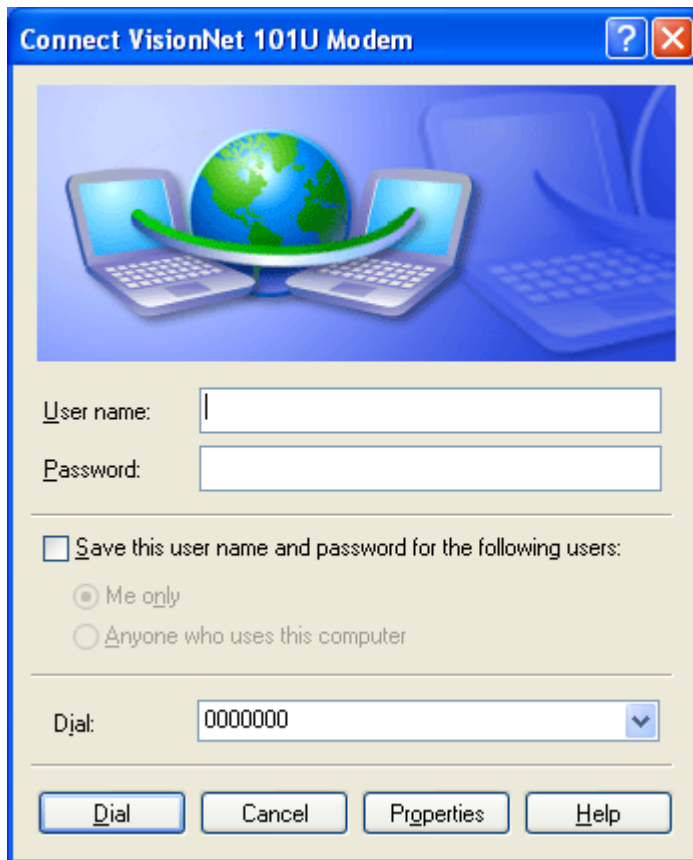 Connect VisionNet 101U Modem
?
User name:
Password:
Save this user name and password for the following users:
Me only
Anyone who uses this computer
Dial: 0000000
Dial Cancel Properties Help